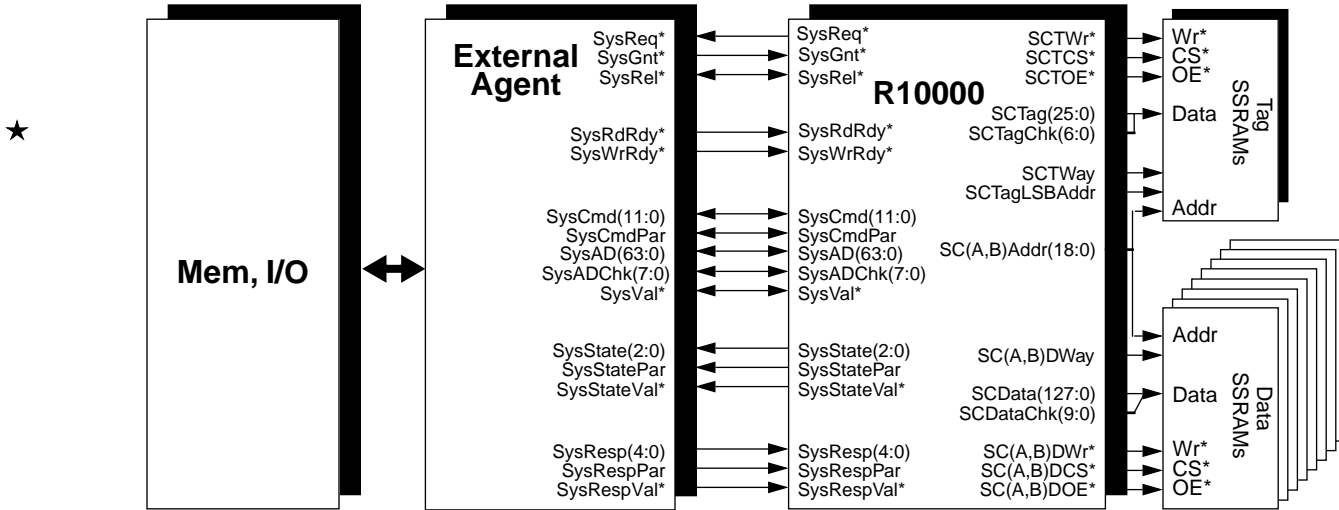 ★
Mem, I/O
External
Agent
SysReq*
SysGnt*
SysRel*
SysRdRdy*
SysWrRdy*
SysCmd(11:0)
SysCmdPar
SysAD(63:0)
SysADChk(7:0)
SysVal*
SysState(2:0)
SysStatePar
SysStateVal*
SysResp(4:0)
SysRespPar
SysRespVal*
R10000
SysReq*
SysGnt*
SysRel*
SysRdRdy*
SysWrRdy*
SysCmd(11:0)
SysCmdPar
SysAD(63:0)
SysADChk(7:0)
SysVal*
SysState(2:0)
SysStatePar
SysStateVal*
SysResp(4:0)
SysRespPar
SysRespVal*
SCTWr*
SCTCS*
SCTOE*
SCTag(25:0)
SCTagChk(6:0)
SCTWay
SCTagLSBAddr
SC(A,B)Addr(18:0)
SC(A,B)DWay
SCData(127:0)
SCDataChk(9:0)
SC(A,B)DWr*
SC(A,B)DCS*
SC(A,B)DOE*
Wr*
CS*
OE*
Data
Addr
Tag
SSRAMs
Addr
Data
Wr*
CS*
OE*
Data
SSRAMs